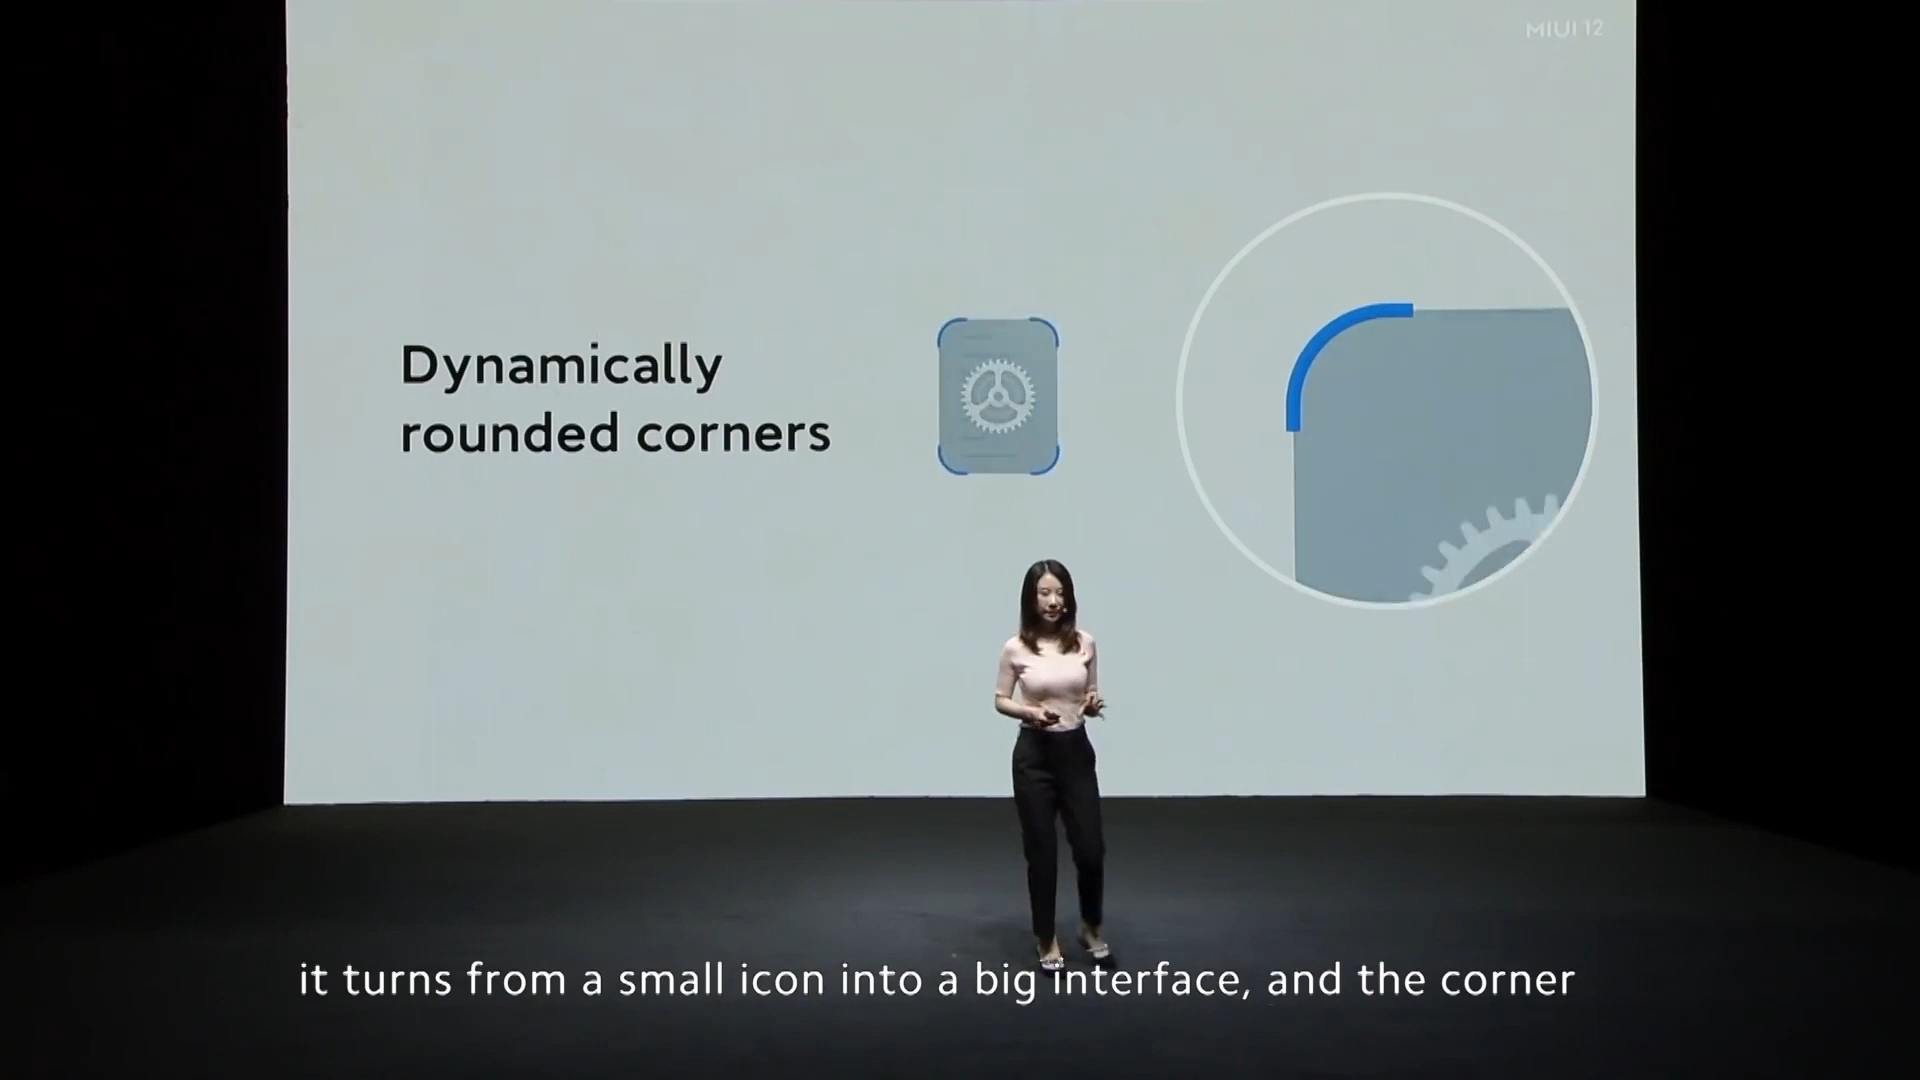 MIUI 12
Dynamically
rounded corners
it turns from a small icon into a big interface, and the corner